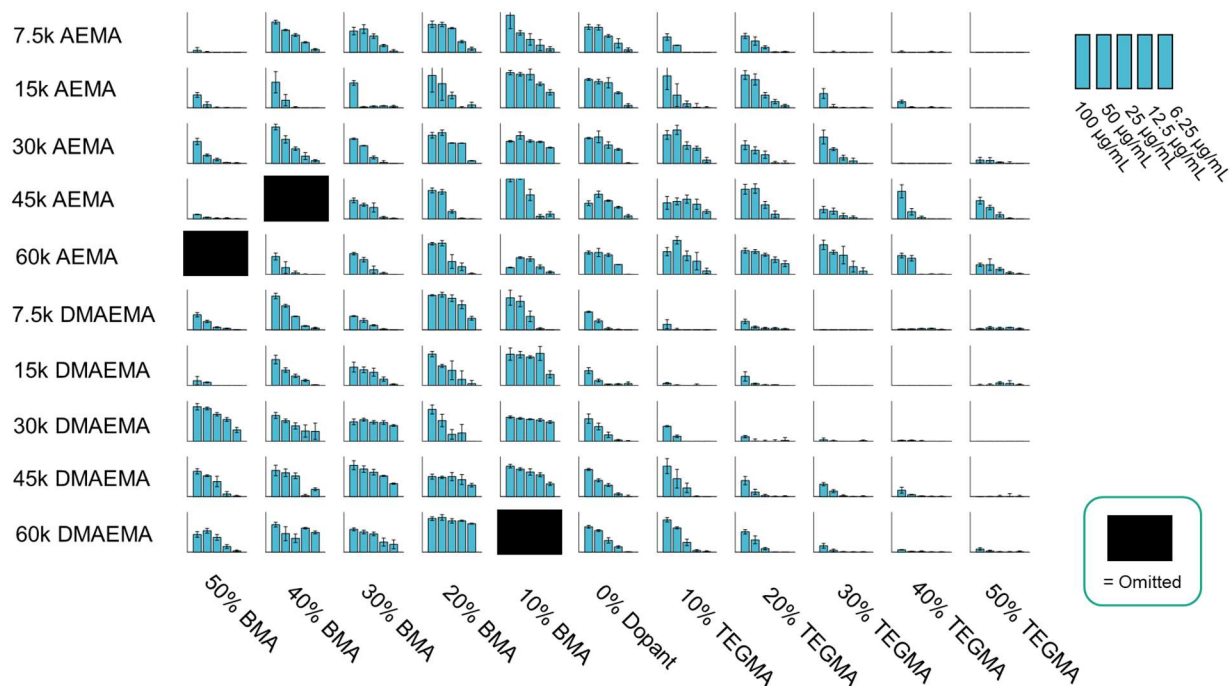 7.5k AEMA
15k AEMA
30k AEMA
45k AEMA
60k AEMA
7.5k DMAEMA
15k DMAEMA
30k DMAEMA
45k DMAEMA
60k DMAEMA
50% BMA
40% BMA
30% BMA
20% BMA
10% BMA
0% Dopant
10% TEGMA
20% TEGMA
30% TEGMA
40% TEGMA
50% TEGMA
100 µg/mL
50 µg/mL
25 µg/mL
12.5 µg/mL
6.25 µg/mL
= Omitted